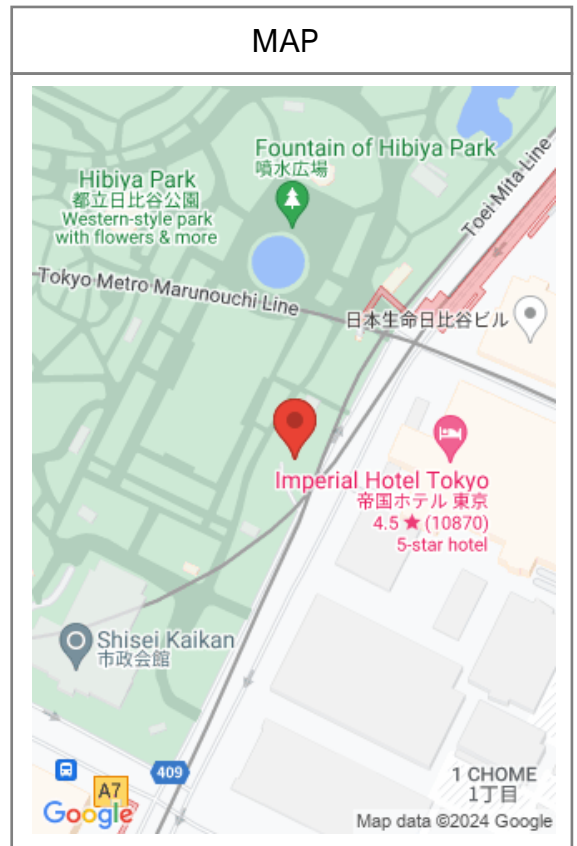 MAP
Fountain of Hibiya Park
噴水広場
Hibiya Park
都立日比谷公園
Western-style park
with flowers & more
Toei Mita Line
Tokyo Metro Marunouchi Line
日本生命日比谷ビル
Imperial Hotel Tokyo
帝国ホテル 東京
4.5 ★ (10870)
5-star hotel
Shisei Kaikan
市政会館
409
A7
1 CHOME
1丁目
Google
Map data ©2024 Google